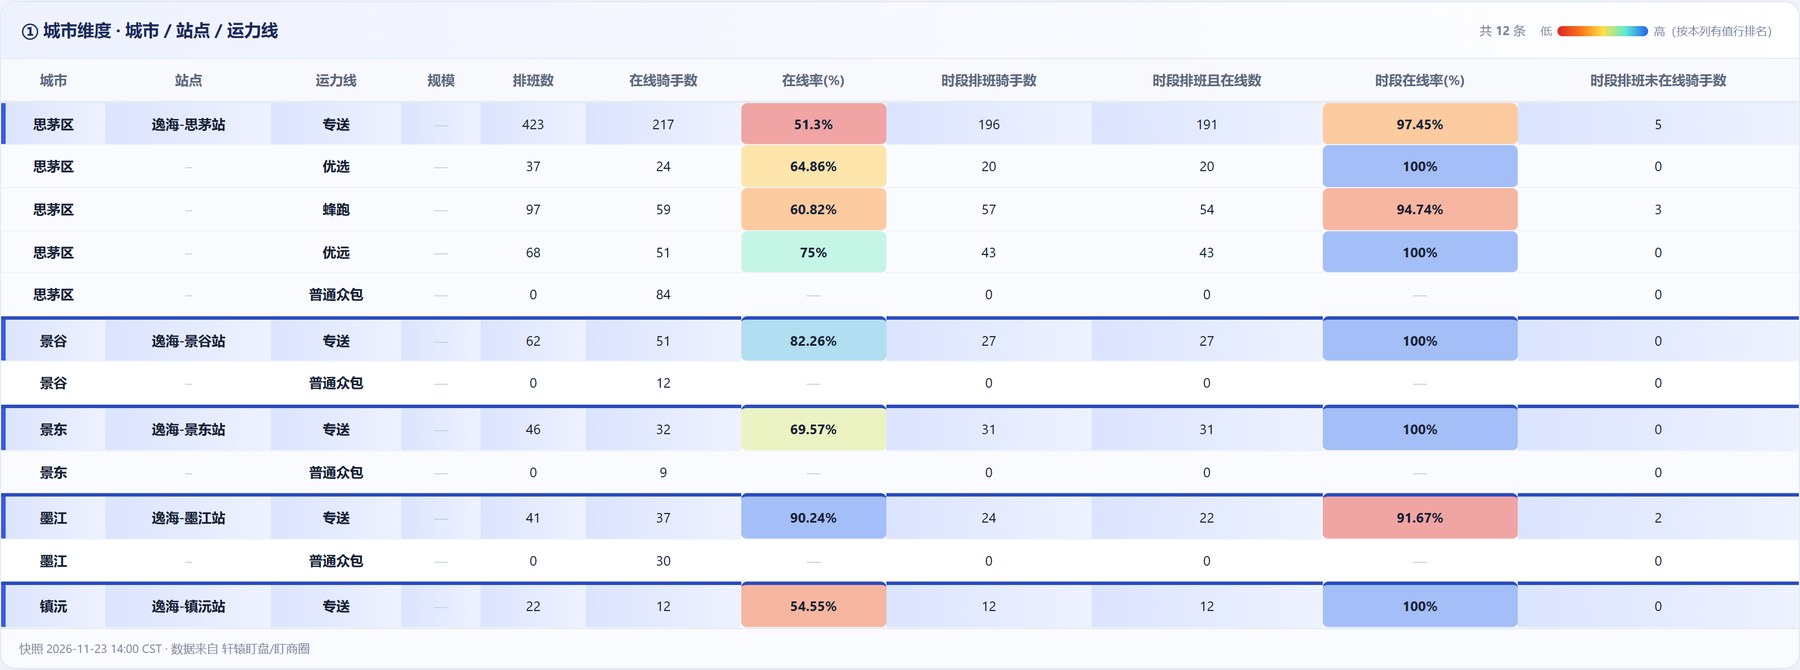 ① 城市维度 · 城市 / 站点 / 运力线
共 12 条 低 高 (按本列有值行排名)
城市 站点 运力线 规模 排班数 在线骑手数 在线率(%) 时段排班骑手数 时段排班且在线数 时段在线率(%) 时段排班未在线骑手数
思茅区 逸海-思茅站 专送 — 423 217 51.3% 196 191 97.45% 5
思茅区 – 优选 — 37 24 64.86% 20 20 100% 0
思茅区 – 蜂跑 — 97 59 60.82% 57 54 94.74% 3
思茅区 – 优远 — 68 51 75% 43 43 100% 0
思茅区 – 普通众包 — 0 84 — 0 0 — 0
景谷 逸海-景谷站 专送 — 62 51 82.26% 27 27 100% 0
景谷 – 普通众包 — 0 12 — 0 0 — 0
景东 逸海-景东站 专送 — 46 32 69.57% 31 31 100% 0
景东 – 普通众包 — 0 9 — 0 0 — 0
墨江 逸海-墨江站 专送 — 41 37 90.24% 24 22 91.67% 2
墨江 – 普通众包 — 0 30 — 0 0 — 0
镇沅 逸海-镇沅站 专送 — 22 12 54.55% 12 12 100% 0
快照 2026-11-23 14:00 CST · 数据来自 轩辕盯盘/盯商圈